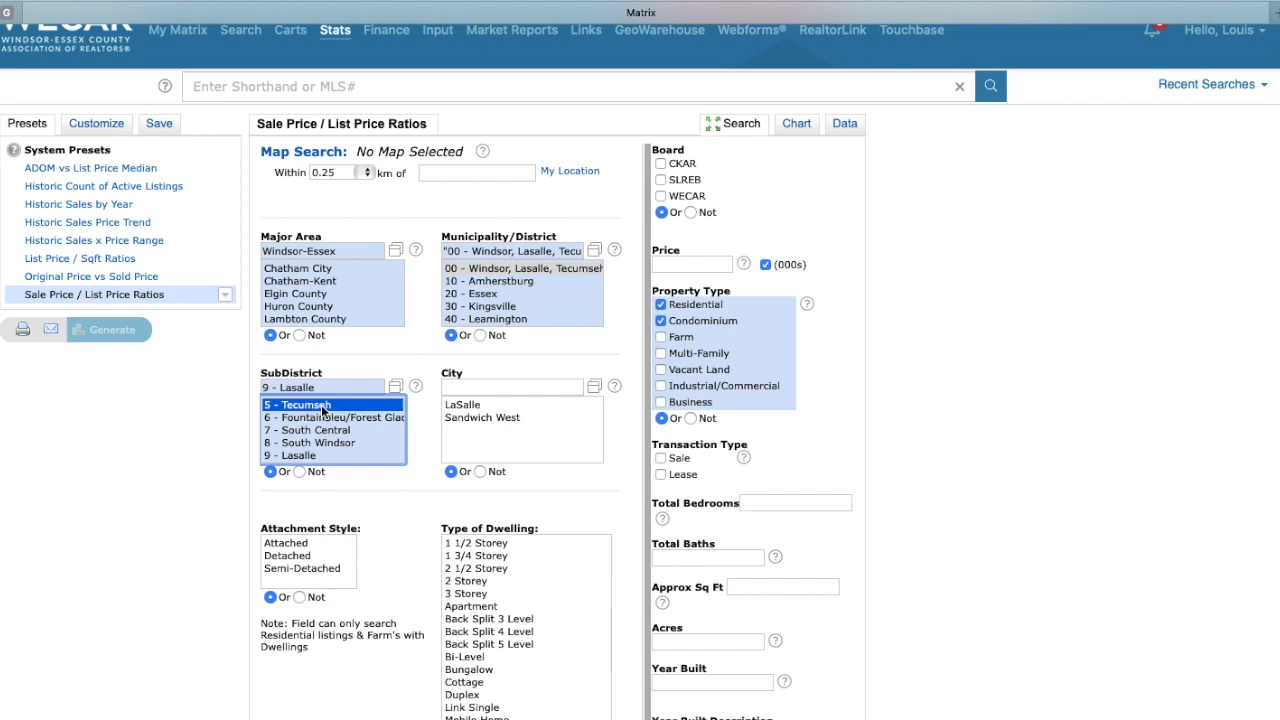 G
Matrix
WECAR
WINDSOR-ESSEX COUNTY
ASSOCIATION OF REALTORS®
My Matrix Search Carts Stats Finance Input Market Reports Links GeoWarehouse Webforms® RealtorLink Touchbase
Hello, Louis
Enter Shorthand or MLS#
Recent Searches
Presets Customize Save
Sale Price / List Price Ratios
Search Chart Data
System Presets
ADOM vs List Price Median
Historic Count of Active Listings
Historic Sales by Year
Historic Sales Price Trend
Historic Sales x Price Range
List Price / Sqft Ratios
Original Price vs Sold Price
Sale Price / List Price Ratios
Generate
Map Search: No Map Selected
Within 0.25 km of My Location
Major Area
Windsor-Essex
Chatham City
Chatham-Kent
Elgin County
Huron County
Lambton County
Or Not
Municipality/District
"00 - Windsor, Lasalle, Tecu
00 - Windsor, Lasalle, Tecumseh
10 - Amherstburg
20 - Essex
30 - Kingsville
40 - Leamington
Or Not
SubDistrict
9 - Lasalle
5 - Tecumseh
6 - Fountainbleu/Forest Glad
7 - South Central
8 - South Windsor
9 - Lasalle
Or Not
City
LaSalle
Sandwich West
Or Not
Attachment Style:
Attached
Detached
Semi-Detached
Or Not
Note: Field can only search
Residential listings & Farm's with
Dwellings
Type of Dwelling:
1 1/2 Storey
1 3/4 Storey
2 1/2 Storey
2 Storey
3 Storey
Apartment
Back Split 3 Level
Back Split 4 Level
Back Split 5 Level
Bi-Level
Bungalow
Cottage
Duplex
Link Single
Mobile Home
Board
CKAR
SLREB
WECAR
Or Not
Price
(000s)
Property Type
Residential
Condominium
Farm
Multi-Family
Vacant Land
Industrial/Commercial
Business
Or Not
Transaction Type
Sale
Lease
Total Bedrooms
Total Baths
Approx Sq Ft
Acres
Year Built
Year Built Description